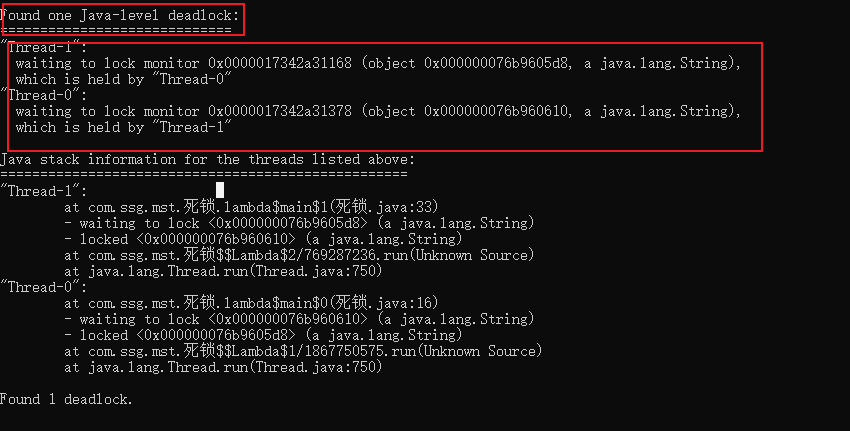 Found one Java-level deadlock:
=============================
"Thread-1":
  waiting to lock monitor 0x0000017342a31168 (object 0x000000076b9605d8, a java.lang.String),
  which is held by "Thread-0"
"Thread-0":
  waiting to lock monitor 0x0000017342a31378 (object 0x000000076b960610, a java.lang.String),
  which is held by "Thread-1"
Java stack information for the threads listed above:
===================================================
"Thread-1":
        at com.ssg.mst.死锁.lambda$main$1(死锁.java:33)
        - waiting to lock <0x000000076b9605d8> (a java.lang.String)
        - locked <0x000000076b960610> (a java.lang.String)
        at com.ssg.mst.死锁$$Lambda$2/769287236.run(Unknown Source)
        at java.lang.Thread.run(Thread.java:750)
"Thread-0":
        at com.ssg.mst.死锁.lambda$main$0(死锁.java:16)
        - waiting to lock <0x000000076b960610> (a java.lang.String)
        - locked <0x000000076b9605d8> (a java.lang.String)
        at com.ssg.mst.死锁$$Lambda$1/1867750575.run(Unknown Source)
        at java.lang.Thread.run(Thread.java:750)
Found 1 deadlock.